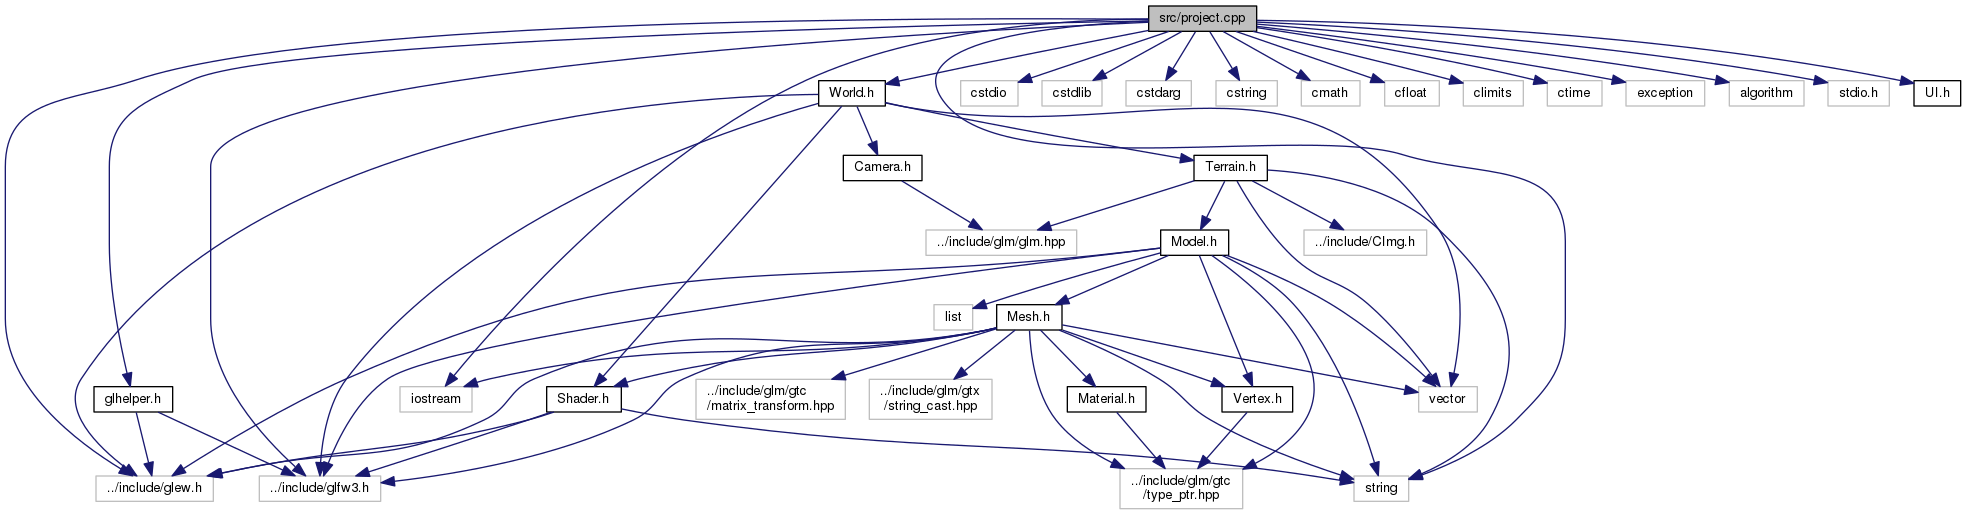 src/project.cpp
World.h
cstdio
cstdlib
cstdarg
cstring
cmath
cfloat
climits
ctime
exception
algorithm
stdio.h
UI.h
Camera.h
Terrain.h
../include/glm/glm.hpp
Model.h
../include/CImg.h
list
Mesh.h
glhelper.h
iostream
Shader.h
../include/glm/gtc
/matrix_transform.hpp
../include/glm/gtx
/string_cast.hpp
Material.h
Vertex.h
vector
../include/glew.h
../include/glfw3.h
../include/glm/gtc
/type_ptr.hpp
string